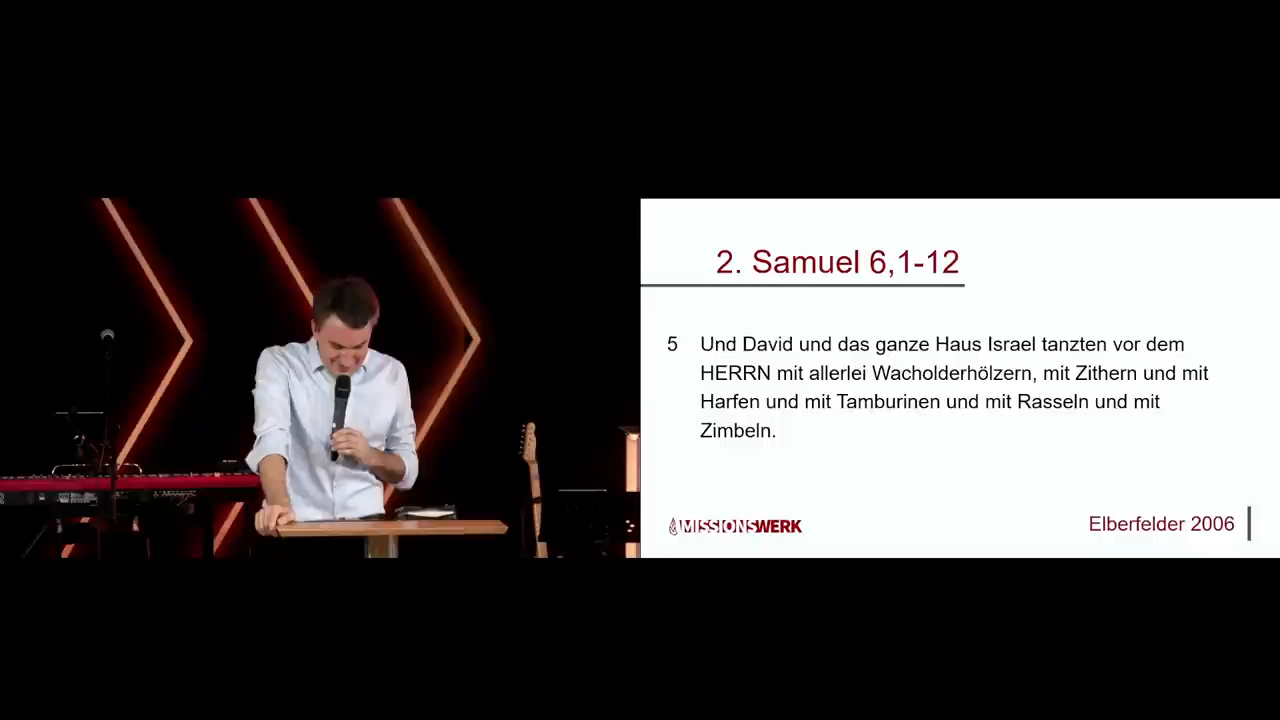 2. Samuel 6,1-12
5 Und David und das ganze Haus Israel tanzten vor dem
HERRN mit allerlei Wacholderhölzern, mit Zithern und mit
Harfen und mit Tamburinen und mit Rasseln und mit
Zimbeln.
MISSIONSWERK
Elberfelder 2006